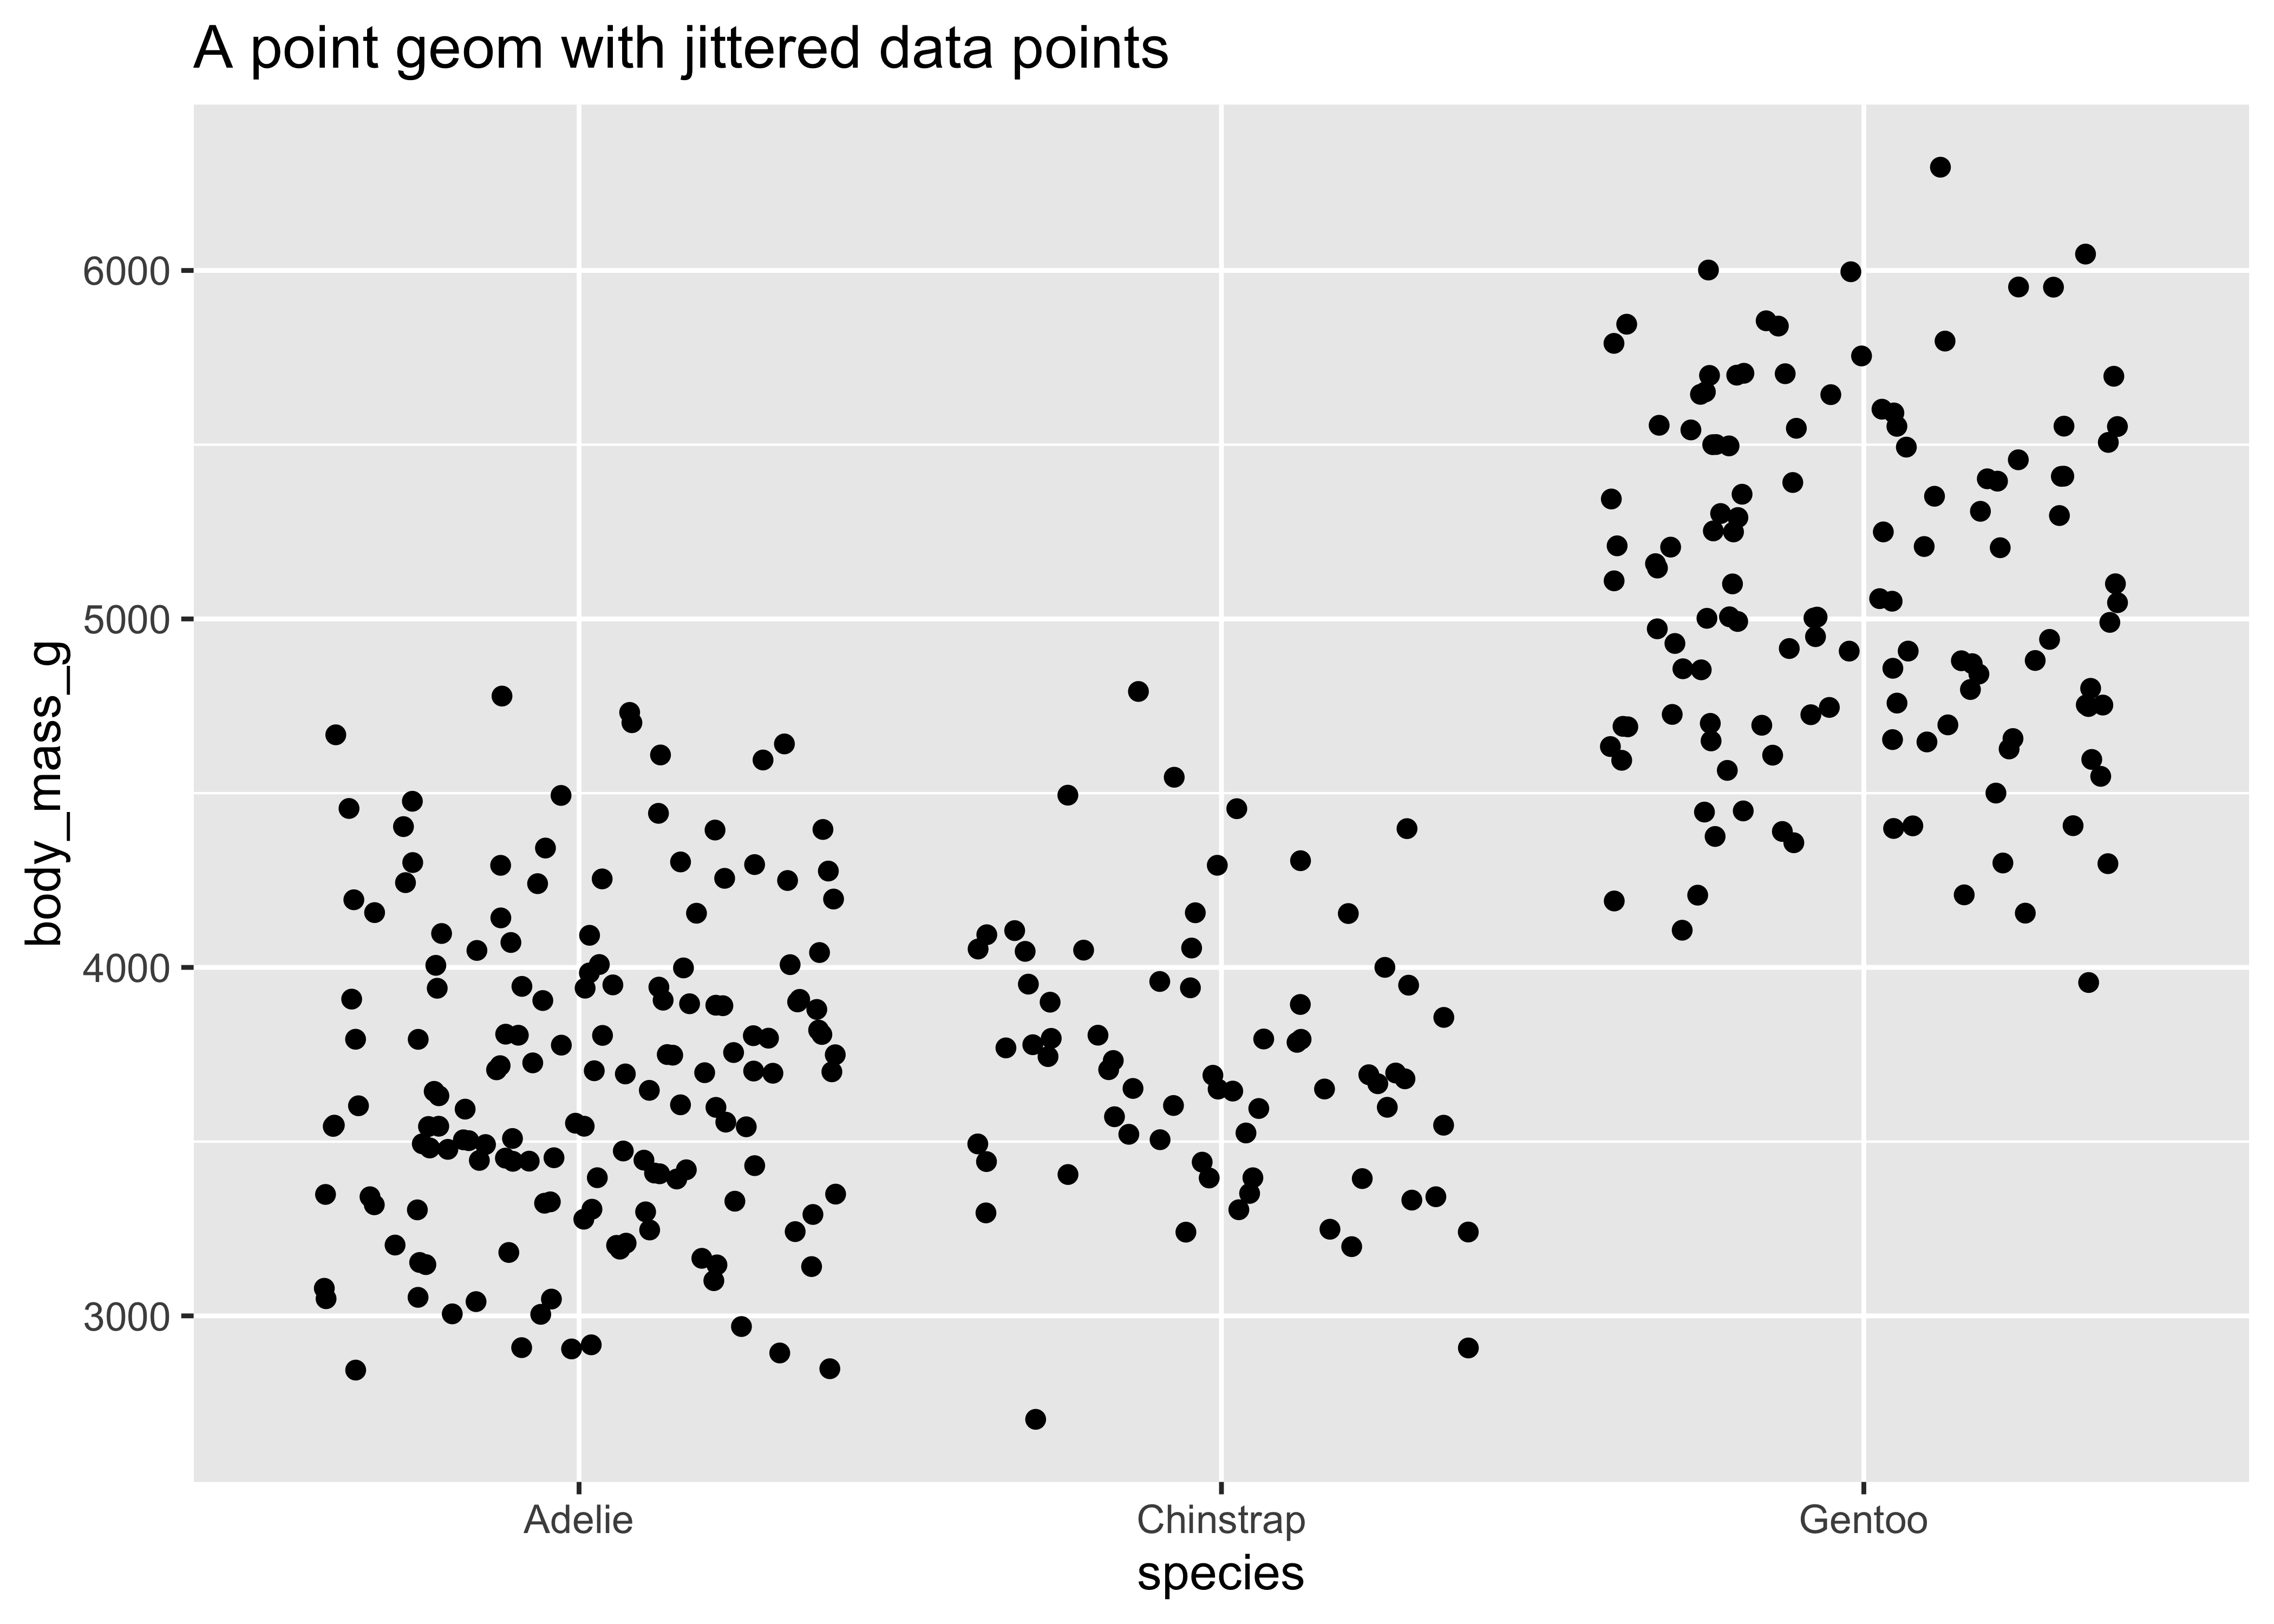 A point geom with jittered data points
body_mass_g
6000
5000
4000
3000
Adelie Chinstrap Gentoo
species